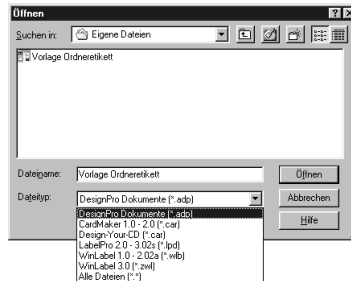 Öffnen
Suchen in: Eigene Dateien
Vorlage Ordneretikett
Dateiname: Vorlage Ordneretikett Öffnen
Dateityp: DesignPro Dokumente (*.adp) Abbrechen
DesignPro Dokumente (*.adp)
CardMaker 1.0 - 2.0 (*.car)
Hilfe
Design-Your-CD (*.car)
LabelPro 2.0 - 3.02s (*.lpd)
WinLabel 1.0 - 2.02a (*.wlb)
WinLabel 3.0 (*.zwl)
Alle Dateien (*.*)